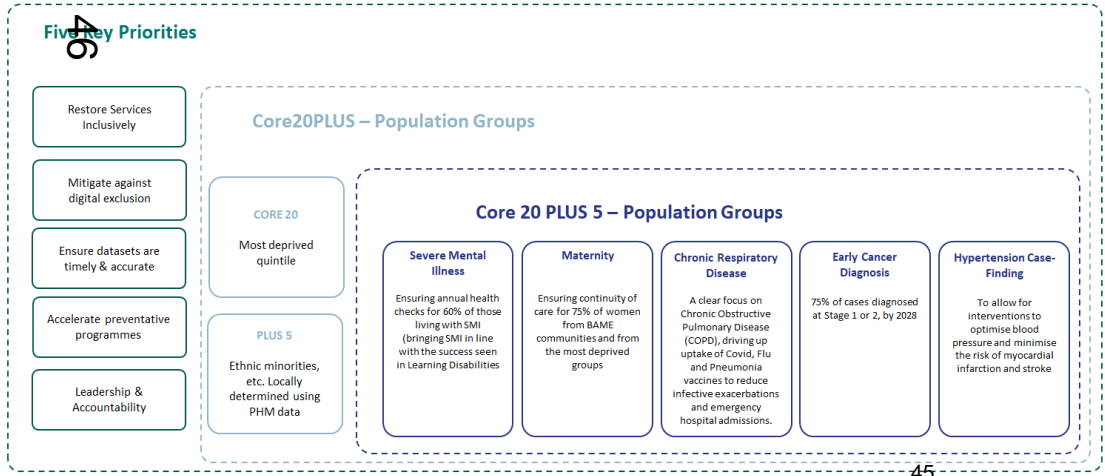 Five Key Priorities
46
Restore Services
Inclusively
Mitigate against
digital exclusion
Ensure datasets are
timely & accurate
Accelerate preventative
programmes
Leadership &
Accountability
Core20PLUS – Population Groups
CORE 20
Most deprived
quintile
PLUS 5
Ethnic minorities,
etc. Locally
determined using
PHM data
Core 20 PLUS 5 – Population Groups
Severe Mental
Illness
Ensuring annual health
checks for 60% of those
living with SMI
(bringing SMI in line
with the success seen
in Learning Disabilities
Maternity
Ensuring continuity of
care for 75% of women
from BAME
communities and from
the most deprived
groups
Chronic Respiratory
Disease
A clear focus on
Chronic Obstructive
Pulmonary Disease
(COPD), driving up
uptake of Covid, Flu
and Pneumonia
vaccines to reduce
infective exacerbations
and emergency
hospital admissions.
Early Cancer
Diagnosis
75% of cases diagnosed
at Stage 1 or 2, by 2028
Hypertension Case-
Finding
To allow for
interventions to
optimise blood
pressure and minimise
the risk of myocardial
infarction and stroke
45